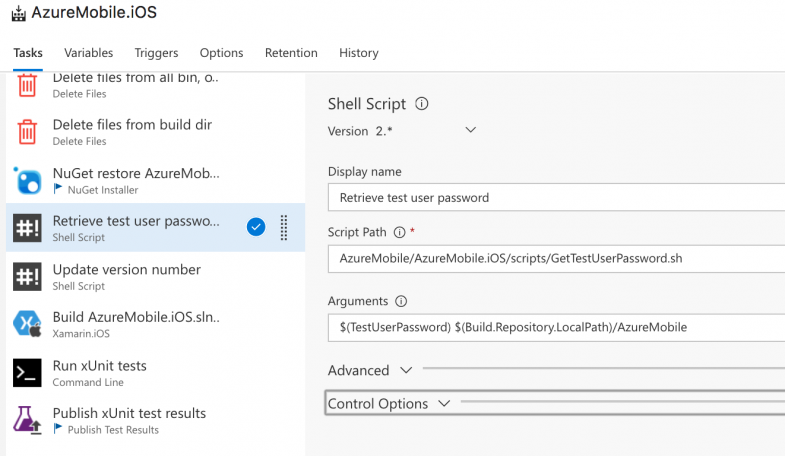 AzureMobile.iOS
Tasks
Variables
Triggers
Options
Retention
History
Delete files from all bin, o..
Delete Files
Delete files from build dir
Delete Files
NuGet restore AzureMob...
NuGet Installer
Retrieve test user passwo...
Shell Script
Update version number
Shell Script
Build AzureMobile.iOS.sln..
Xamarin.iOS
Run xUnit tests
Command Line
Publish xUnit test results
Publish Test Results
Shell Script
Version 2.*
Display name
Retrieve test user password
Script Path *
AzureMobile/AzureMobile.iOS/scripts/GetTestUserPassword.sh
Arguments
$(TestUserPassword) $(Build.Repository.LocalPath)/AzureMobile
Advanced
Control Options